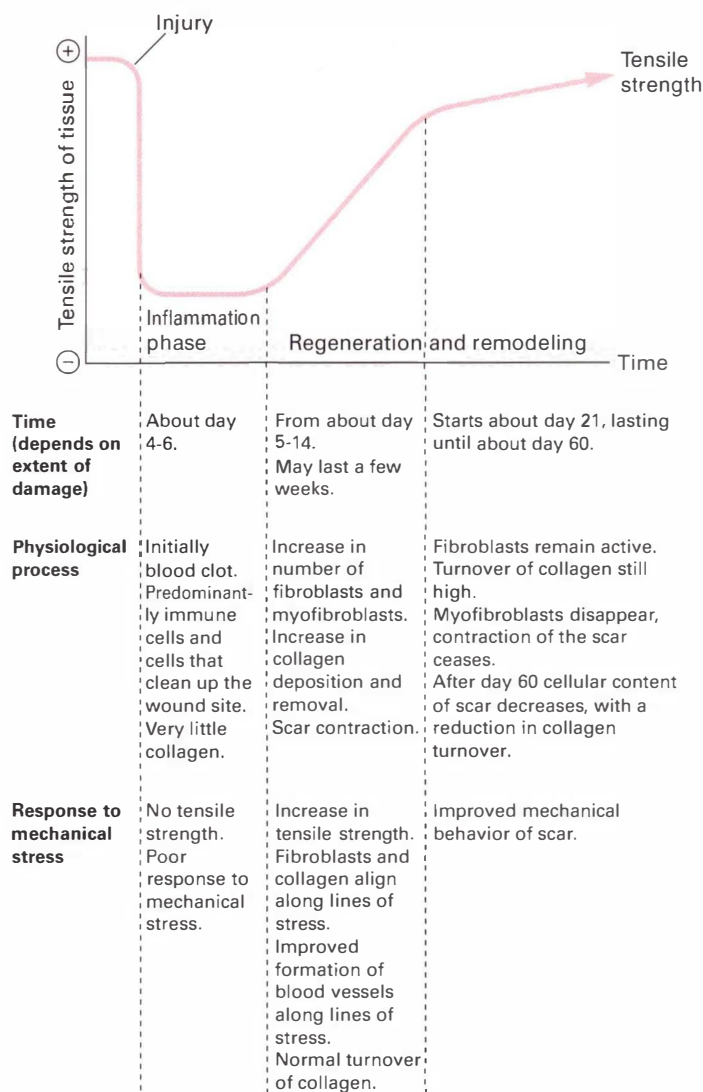 Injury
+
Tensile
strength
Tensile strength of tissue
Inflammation
phase
Regeneration and remodeling
−
Time
Time
(depends on
extent of
damage)
About day
4-6.
From about day
5-14.
May last a few
weeks.
Starts about day 21, lasting
until about day 60.
Physiological
process
Initially
blood clot.
Predominant-
ly immune
cells and
cells that
clean up the
wound site.
Very little
collagen.
Increase in
number of
fibroblasts and
myofibroblasts.
Increase in
collagen
deposition and
removal.
Scar contraction.
Fibroblasts remain active.
Turnover of collagen still
high.
Myofibroblasts disappear,
contraction of the scar
ceases.
After day 60 cellular content
of scar decreases, with a
reduction in collagen
turnover.
Response to
mechanical
stress
No tensile
strength.
Poor
response to
mechanical
stress.
Increase in
tensile strength.
Fibroblasts and
collagen align
along lines of
stress.
Improved
formation of
blood vessels
along lines of
stress.
Normal turnover
of collagen.
Improved mechanical
behavior of scar.